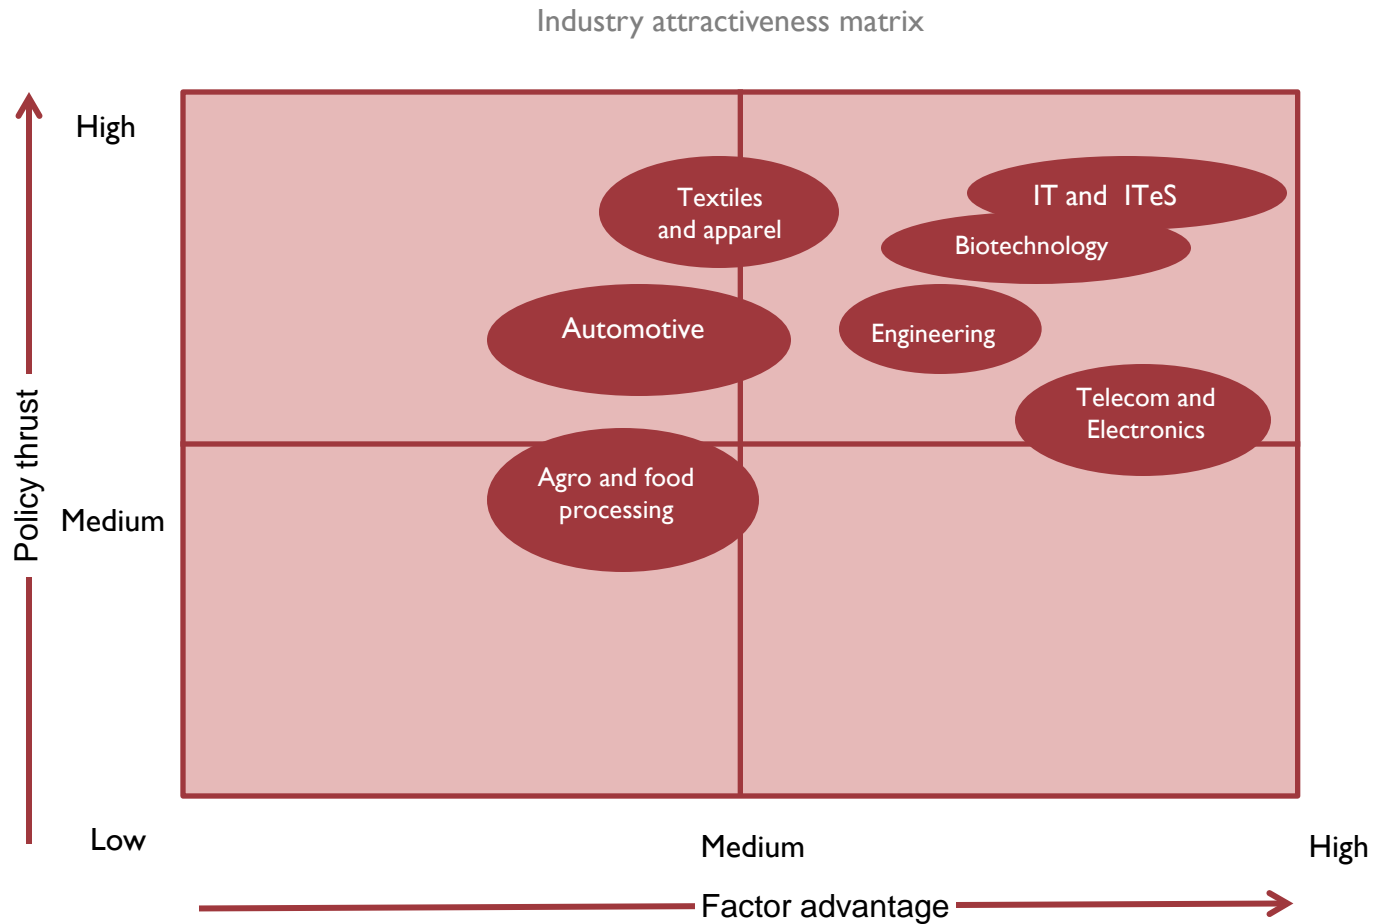 Industry attractiveness matrix
High
Textiles
and apparel
IT and ITeS
Biotechnology
Automotive
Engineering
Telecom and
Electronics
Policy thrust
Agro and food
processing
Medium
Low
Medium
High
Factor advantage